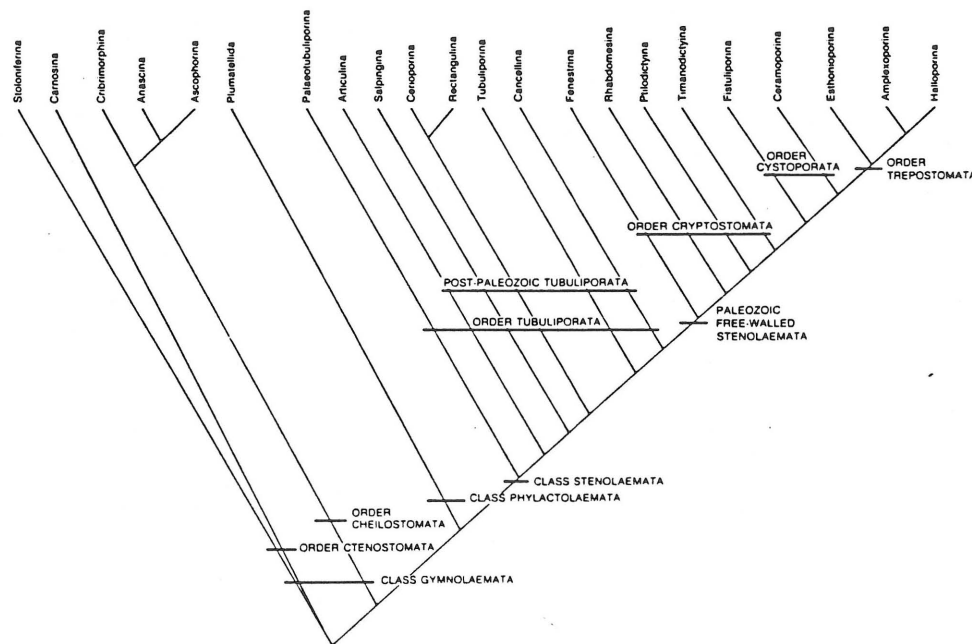 Stoloniferina
Carnosina
Cribrimorphina
Anascina
Ascophorina
Plumatellida
Palaeotubuliporina
Articulina
Salpingina
Cerioporina
Rectangulina
Tubuliporina
Cancellina
Fenestrina
Rhabdomesina
Ptilodictyina
Timanodictyina
Fistuliporina
Ceramoporina
Esthonioporina
Amplexoporina
Halloporina
ORDER
CYSTOPORATA
ORDER
TREPOSTOMATA
ORDER CRYPTOSTOMATA
POST-PALEOZOIC TUBULIPORATA
ORDER TUBULIPORATA
PALEOZOIC
FREE-WALLED
STENOLAEMATA
CLASS STENOLAEMATA
CLASS PHYLACTOLAEMATA
ORDER
CHEILOSTOMATA
ORDER CTENOSTOMATA
CLASS GYMNOLAEMATA